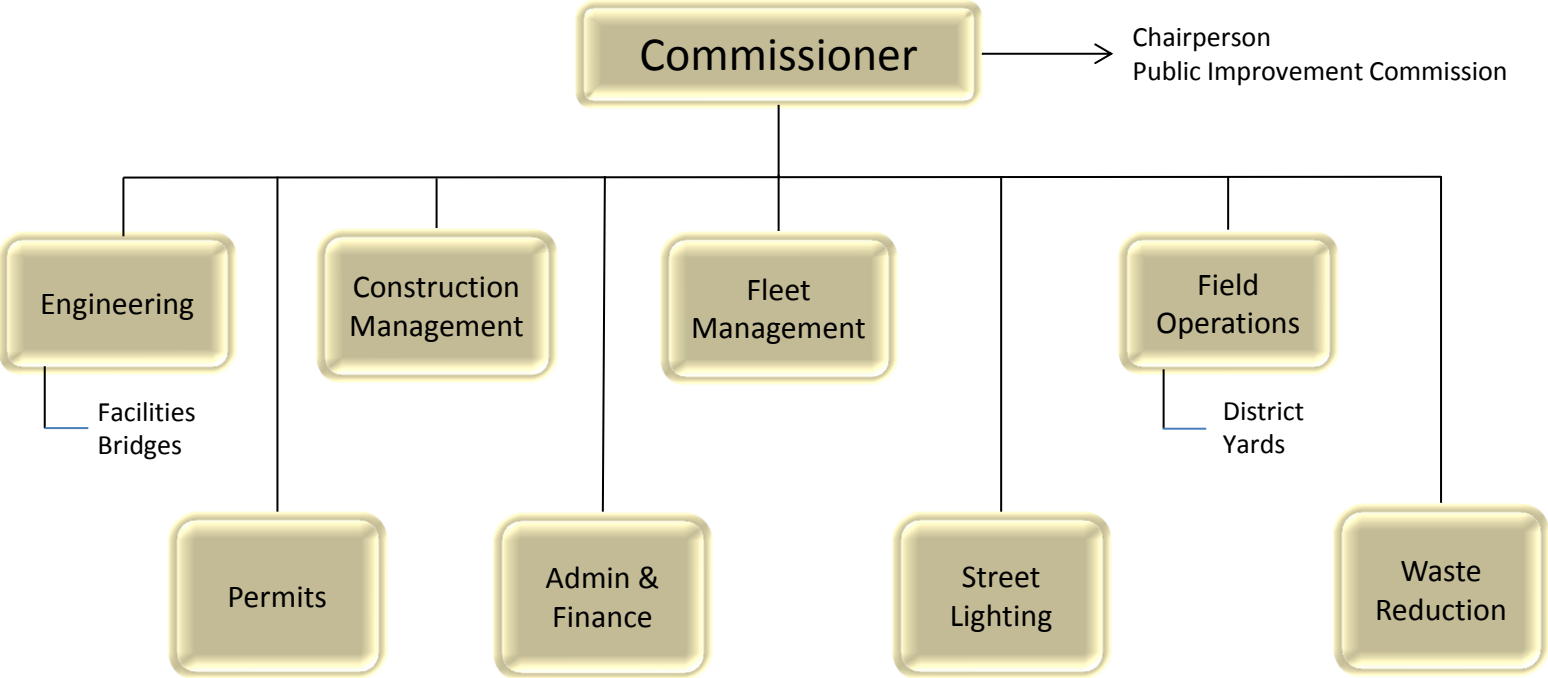 Commissioner
Chairperson
Public Improvement Commission
Engineering
Construction
Management
Fleet
Management
Field
Operations
Facilities
Bridges
District
Yards
Permits
Admin &
Finance
Street
Lighting
Waste
Reduction